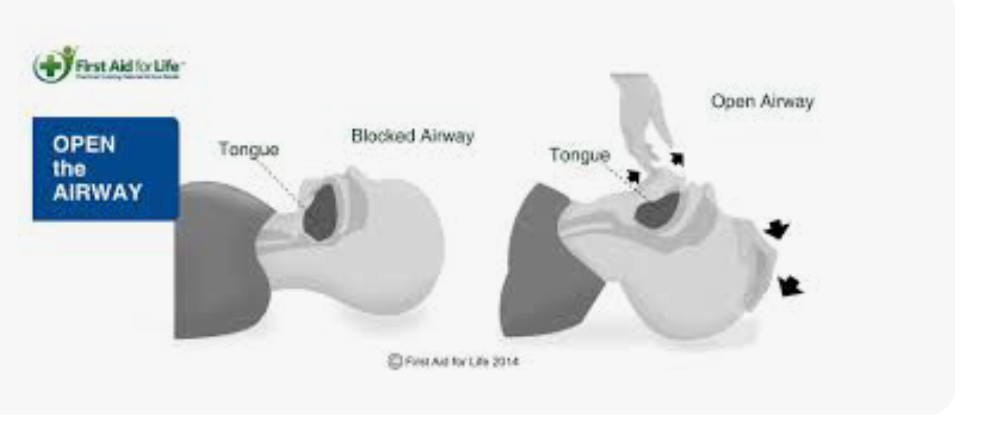 First Aid for Life
OPEN
the
AIRWAY
Tongue
Blocked Airway
Tongue
Open Airway
© First Aid for Life 2014